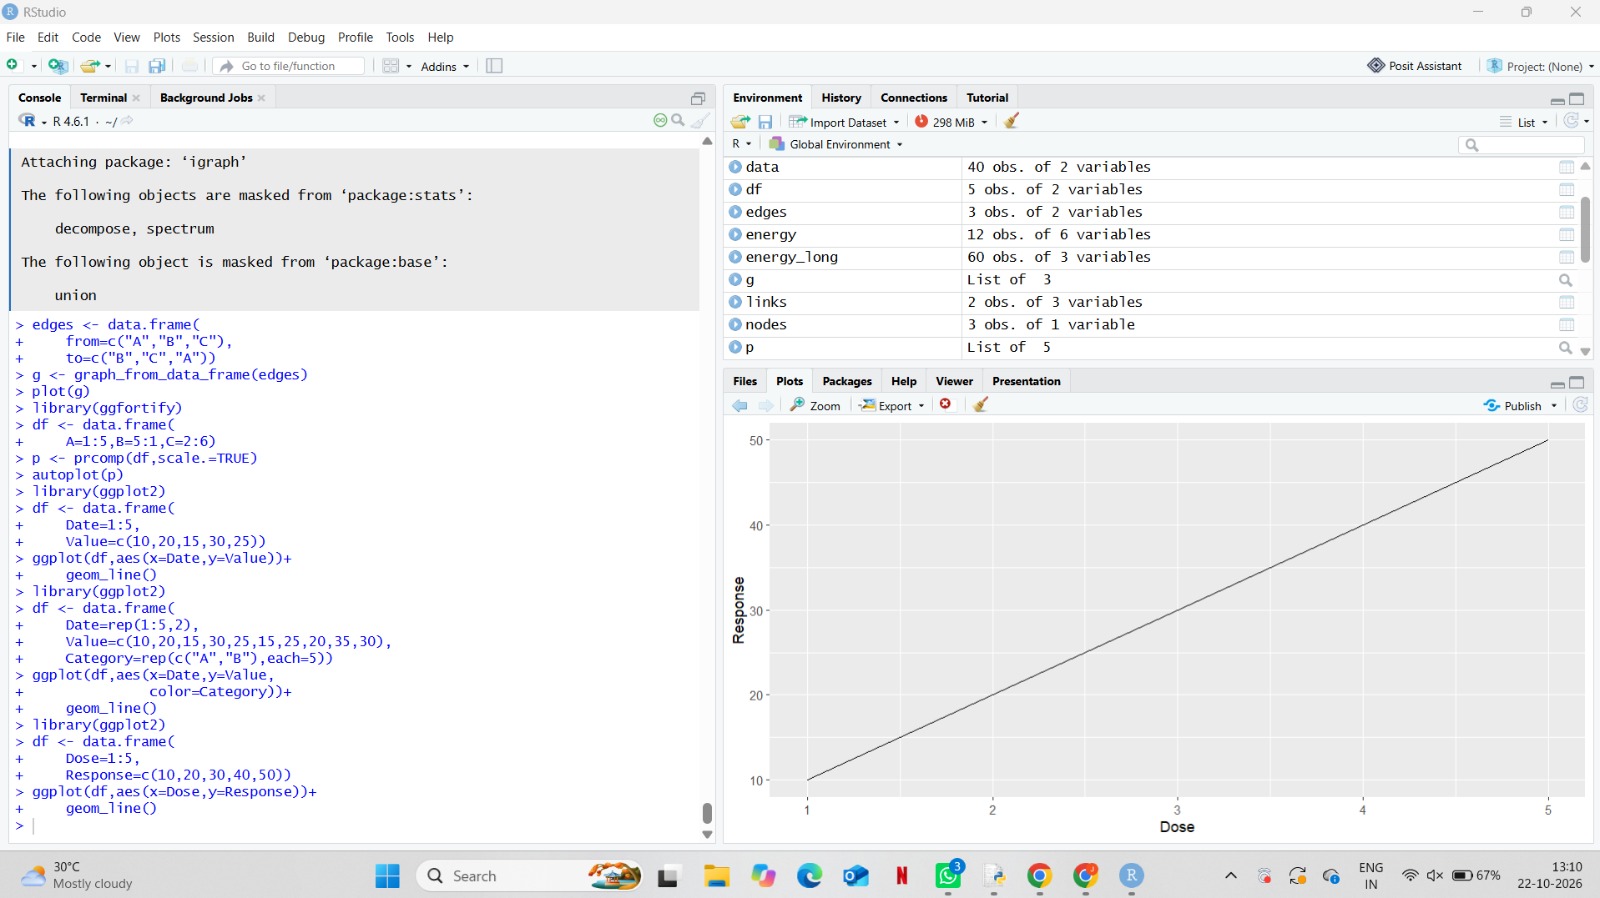 RStudio
File Edit Code View Plots Session Build Debug Profile Tools Help
Go to file/function Addins Posit Assistant Project: (None)
Console Terminal Background Jobs
R 4.6.1 · ~/
Attaching package: ‘igraph’
The following objects are masked from ‘package:stats’:
decompose, spectrum
The following object is masked from ‘package:base’:
union
> edges <- data.frame(
+     from=c("A","B","C"),
+     to=c("B","C","A"))
> g <- graph_from_data_frame(edges)
> plot(g)
> library(ggfortify)
> df <- data.frame(
+     A=1:5,B=5:1,C=2:6)
> p <- prcomp(df,scale.=TRUE)
> autoplot(p)
> library(ggplot2)
> df <- data.frame(
+     Date=1:5,
+     Value=c(10,20,15,30,25))
> ggplot(df,aes(x=Date,y=Value))+
+     geom_line()
> library(ggplot2)
> df <- data.frame(
+     Date=rep(1:5,2),
+     Value=c(10,20,15,30,25,15,25,20,35,30),
+     Category=rep(c("A","B"),each=5))
> ggplot(df,aes(x=Date,y=Value,
+               color=Category))+
+     geom_line()
> library(ggplot2)
> df <- data.frame(
+     Dose=1:5,
+     Response=c(10,20,30,40,50))
> ggplot(df,aes(x=Dose,y=Response))+
+     geom_line()
>
Environment History Connections Tutorial
Import Dataset 298 MiB List
R Global Environment
data 40 obs. of 2 variables
df 5 obs. of 2 variables
edges 3 obs. of 2 variables
energy 12 obs. of 6 variables
energy_long 60 obs. of 3 variables
g List of 3
links 2 obs. of 3 variables
nodes 3 obs. of 1 variable
p List of 5
Files Plots Packages Help Viewer Presentation
Zoom Export Publish
50
40
30
20
10
Response
1 2 3 4 5
Dose
30°C
Mostly cloudy
Search
3
ENG
IN
67%
13:10
22-10-2026